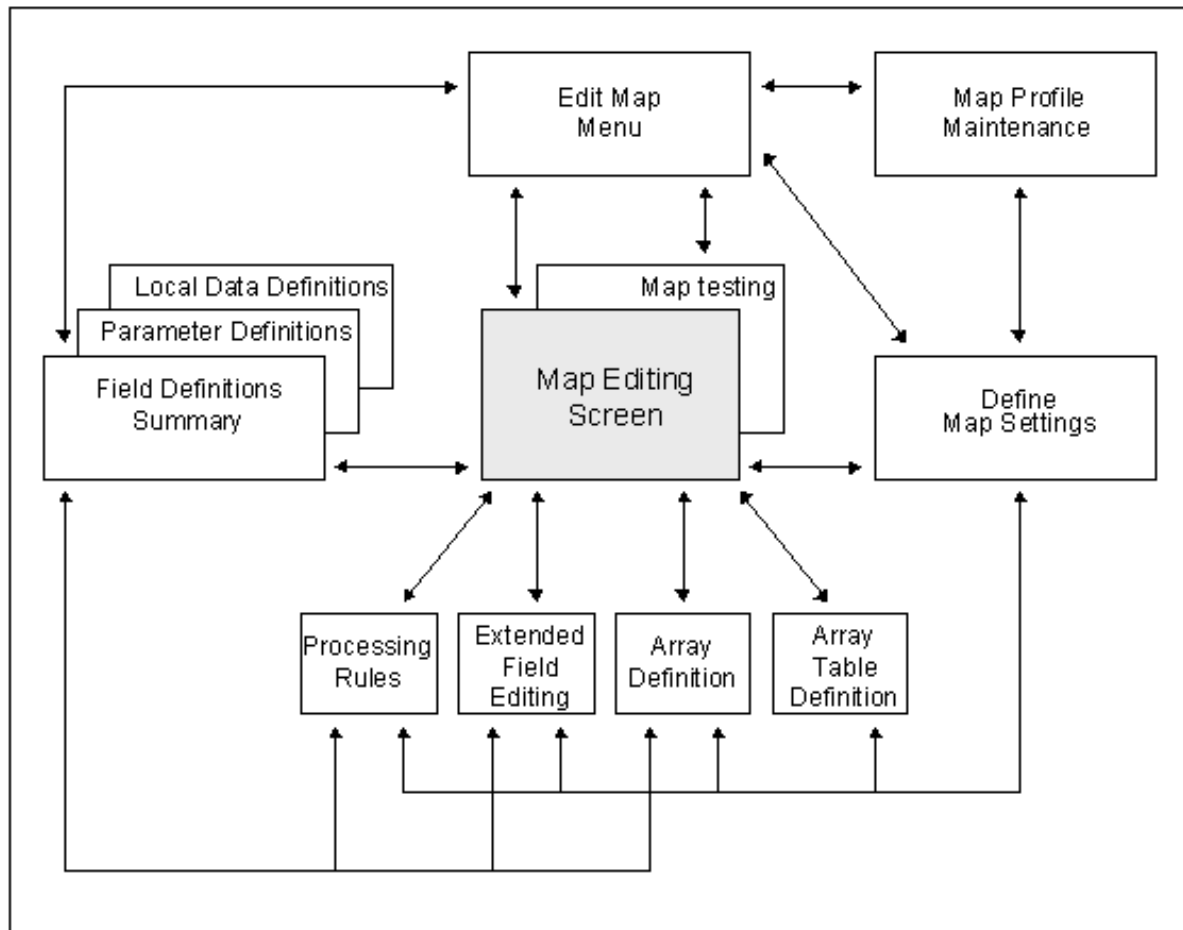 Edit Map
Menu
Map Profile
Maintenance
Local Data Definitions
Parameter Definitions
Field Definitions
Summary
Map testing
Map Editing
Screen
Define
Map Settings
Processing
Rules
Extended
Field
Editing
Array
Definition
Array
Table
Definition